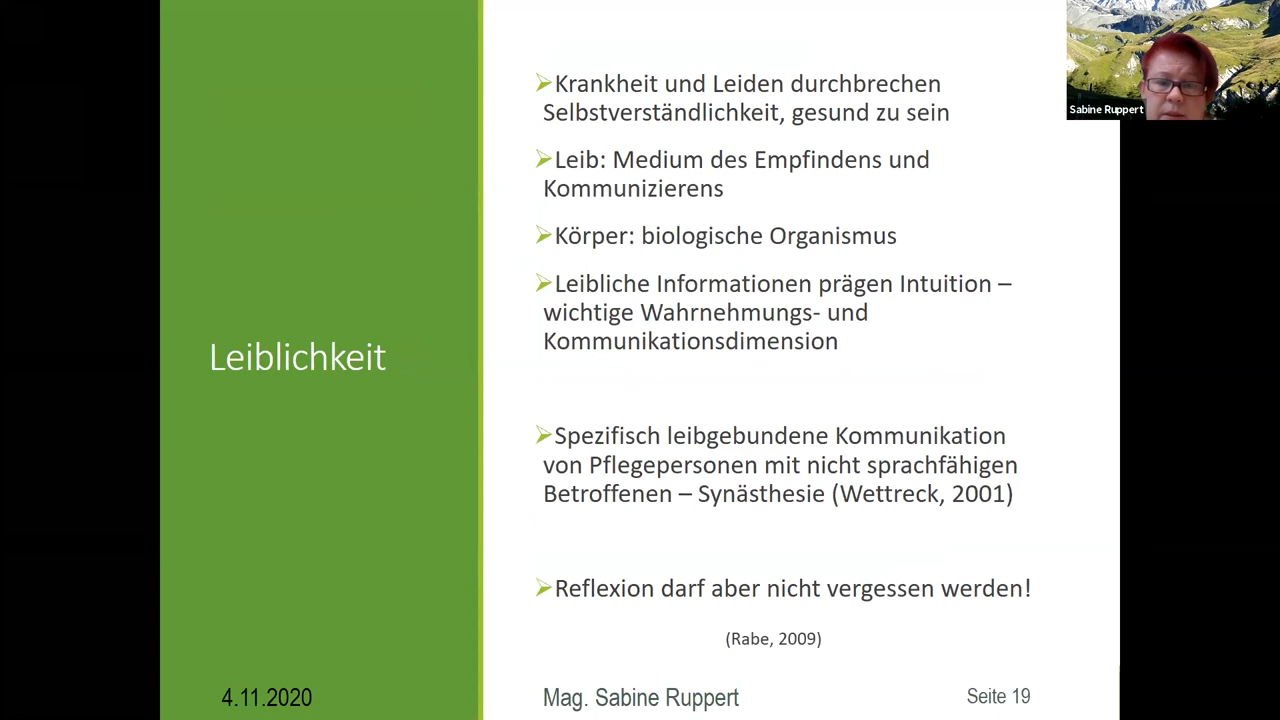 Leiblichkeit
➢Krankheit und Leiden durchbrechen
Selbstverständlichkeit, gesund zu sein
➢Leib: Medium des Empfindens und
Kommunizierens
➢Körper: biologische Organismus
➢Leibliche Informationen prägen Intuition –
wichtige Wahrnehmungs- und
Kommunikationsdimension
➢Spezifisch leibgebundene Kommunikation
von Pflegepersonen mit nicht sprachfähigen
Betroffenen – Synästhesie (Wettreck, 2001)
➢Reflexion darf aber nicht vergessen werden!
(Rabe, 2009)
4.11.2020
Mag. Sabine Ruppert
Seite 19
Sabine Ruppert